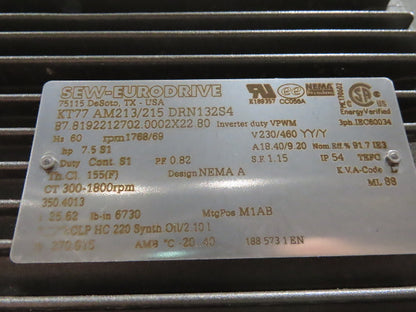 SEW-EURODRIVE
75115 DeSoto, TX - USA
E189357 CC056A
NEMA Premium
KT77 AM213/215 DRN132S4
87.8192212702.0002X22.80 Inverter duty VPWM 3ph.IEC60034
Hz 60 rpm 1768/69 V 230/460 YY/Y
hp 7.5 S1 A 18.40/9.20 Nom.Eff % 91.7 IE3
Duty Cont. S1 P.F. 0.82 S.F. 1.15 IP 54 TEFC
Th.Cl. 155(F) Design NEMA A K.V.A-Code
CT 300-1800rpm ML 88
350.4013
i 25.62 lb-in 6730 MtgPos M1AB
CLP HC 220 Synth Oil/2.10 l
AMB °C -20..40 188 573 1 EN